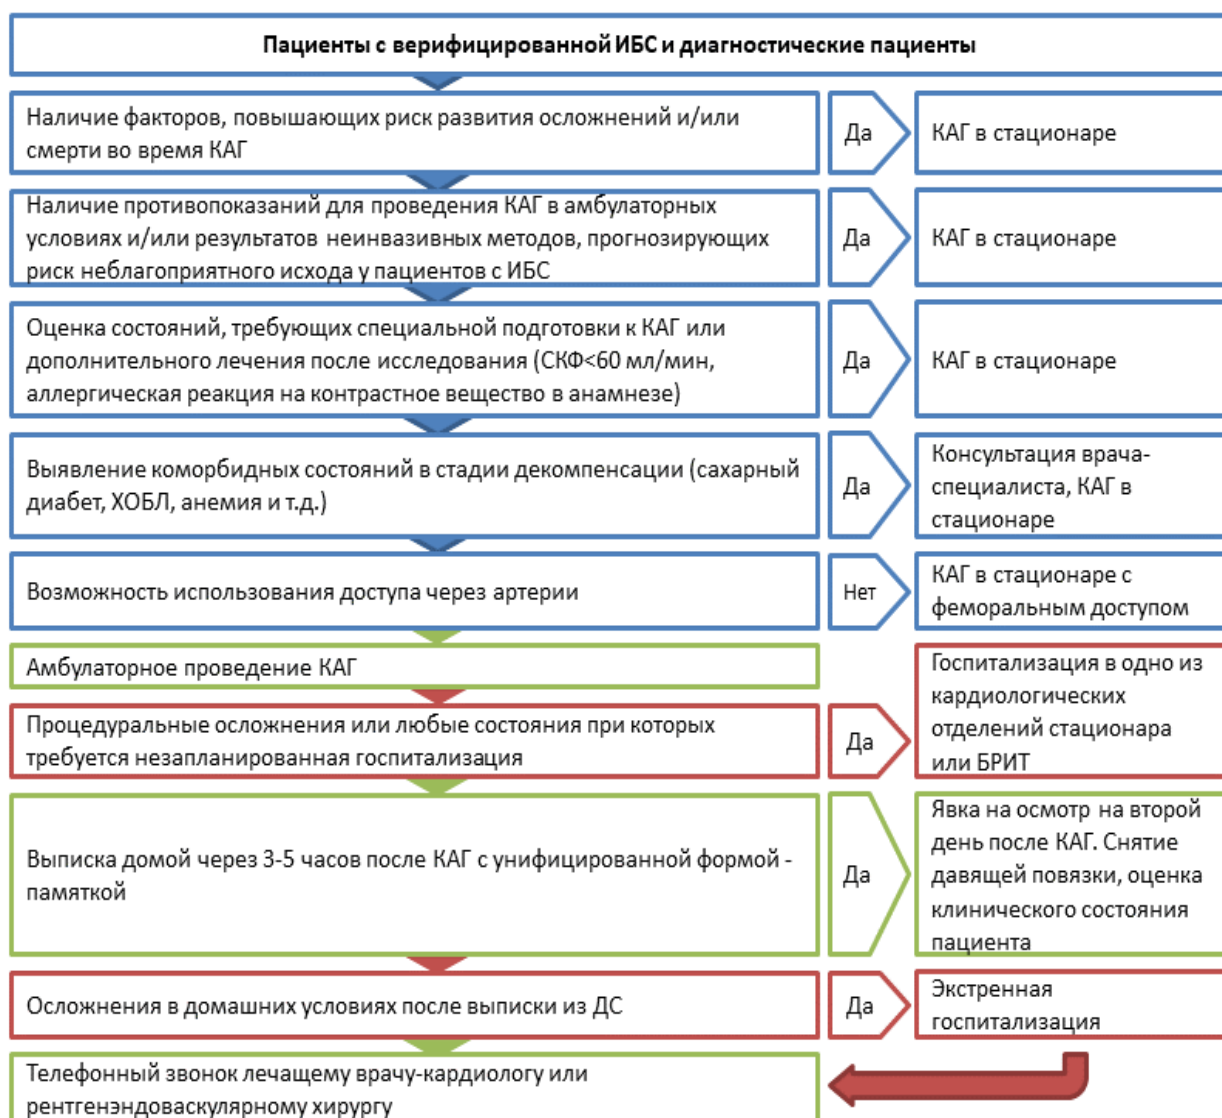 Пациенты с верифицированной ИБС и диагностические пациенты
Наличие факторов, повышающих риск развития осложнений и/или
смерти во время КАГ
Да
КАГ в стационаре
Наличие противопоказаний для проведения КАГ в амбулаторных
условиях и/или результатов неинвазивных методов, прогнозирующих
риск неблагоприятного исхода у пациентов с ИБС
Да
КАГ в стационаре
Оценка состояний, требующих специальной подготовки к КАГ или
дополнительного лечения после исследования (СКФ<60 мл/мин,
аллергическая реакция на контрастное вещество в анамнезе)
Да
КАГ в стационаре
Выявление коморбидных состояний в стадии декомпенсации (сахарный
диабет, ХОБЛ, анемия и т.д.)
Да
Консультация врача-
специалиста, КАГ в
стационаре
Возможность использования доступа через артерии
Нет
КАГ в стационаре с
феморальным доступом
Амбулаторное проведение КАГ
Процедуральные осложнения или любые состояния при которых
требуется незапланированная госпитализация
Да
Госпитализация в одно из
кардиологических
отделений стационара
или БРИТ
Выписка домой через 3-5 часов после КАГ с унифицированной формой -
памяткой
Да
Явка на осмотр на второй
день после КАГ. Снятие
давящей повязки, оценка
клинического состояния
пациента
Осложнения в домашних условиях после выписки из ДС
Да
Экстренная
госпитализация
Телефонный звонок лечащему врачу-кардиологу или
рентгенэндоваскулярному хирургу